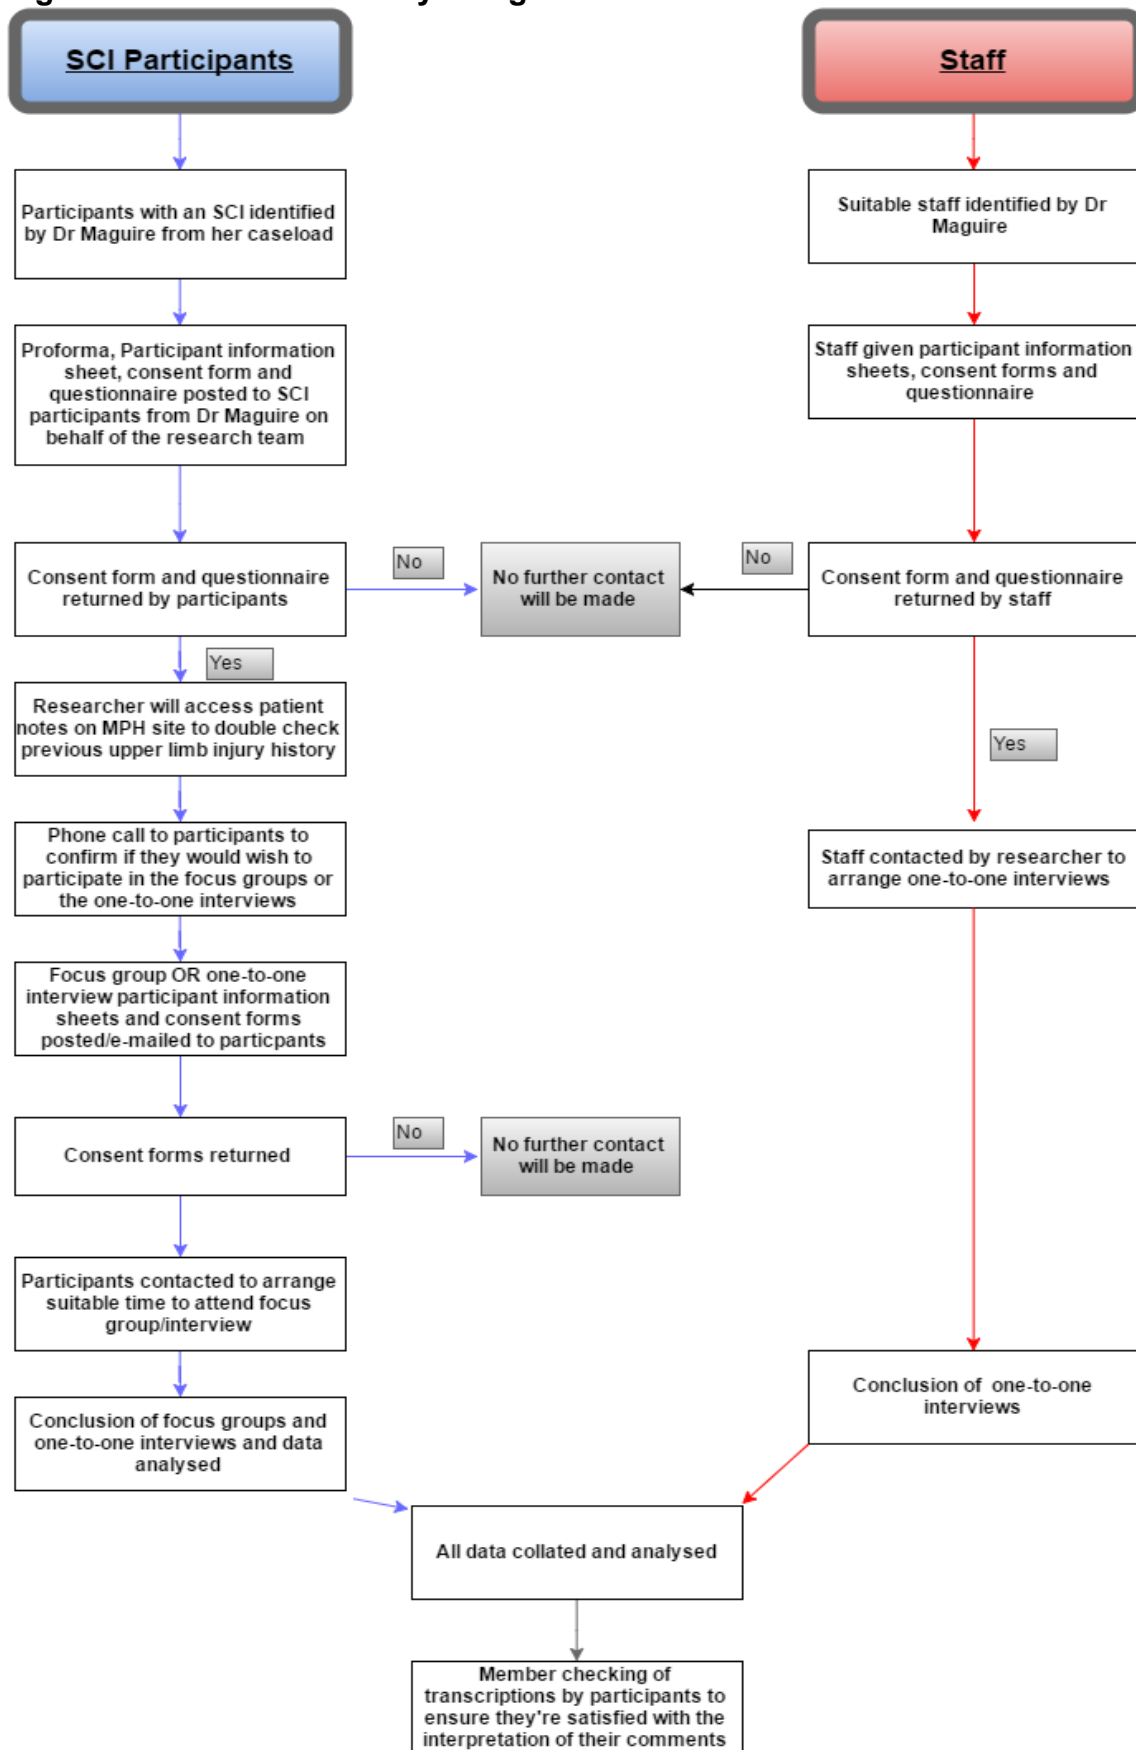 SCI Participants
Participants with an SCI identified
by Dr Maguire from her caseload
Proforma, Participant information
sheet, consent form and
questionnaire posted to SCI
participants from Dr Maguire on
behalf of the research team
Consent form and questionnaire
returned by participants
No
No further contact
will be made
Yes
Researcher will access patient
notes on MPH site to double check
previous upper limb injury history
Phone call to participants to
confirm if they would wish to
participate in the focus groups or
the one-to-one interviews
Focus group OR one-to-one
interview participant information
sheets and consent forms
posted/e-mailed to particpants
Consent forms returned
No
No further contact
will be made
Participants contacted to arrange
suitable time to attend focus
group/interview
Conclusion of focus groups and
one-to-one interviews and data
analysed
Staff
Suitable staff identified by Dr
Maguire
Staff given participant information
sheets, consent forms and
questionnaire
No
Consent form and questionnaire
returned by staff
Yes
Staff contacted by researcher to
arrange one-to-one interviews
Conclusion of one-to-one
interviews
All data collated and analysed
Member checking of
transcriptions by participants to
ensure they're satisfied with the
interpretation of their comments